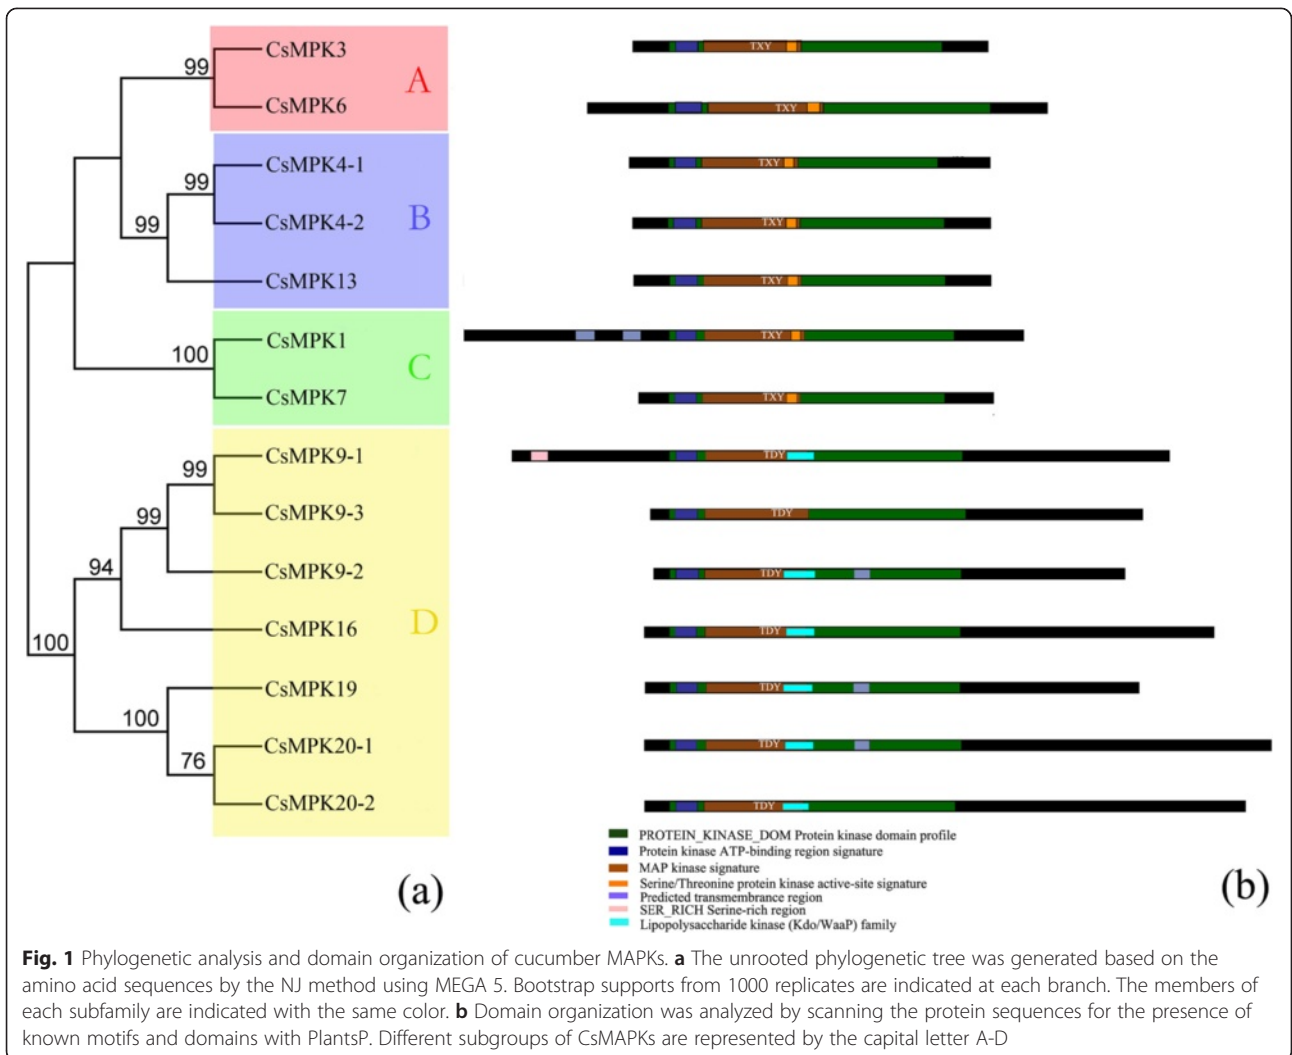 CsMPK3 TXY
99 A
CsMPK6 TXY
CsMPK4-1 TXY
99
CsMPK4-2 B TXY
99
CsMPK13 TXY
CsMPK1 TXY
100 C
CsMPK7 TXY
CsMPK9-1 TDY
99
CsMPK9-3 TDY
99
CsMPK9-2 TDY
94
CsMPK16 D TDY
100
CsMPK19 TDY
100
CsMPK20-1 TDY
76
CsMPK20-2 TDY
PROTEIN_KINASE_DOM Protein kinase domain profile
Protein kinase ATP-binding region signature
MAP kinase signature
Serine/Threonine protein kinase active-site signature
Predicted transmembrance region
SER_RICH Serine-rich region
Lipopolysaccharide kinase (Kdo/WaaP) family
(a) (b)
Fig. 1 Phylogenetic analysis and domain organization of cucumber MAPKs. a The unrooted phylogenetic tree was generated based on the
amino acid sequences by the NJ method using MEGA 5. Bootstrap supports from 1000 replicates are indicated at each branch. The members of
each subfamily are indicated with the same color. b Domain organization was analyzed by scanning the protein sequences for the presence of
known motifs and domains with PlantsP. Different subgroups of CsMAPKs are represented by the capital letter A-D